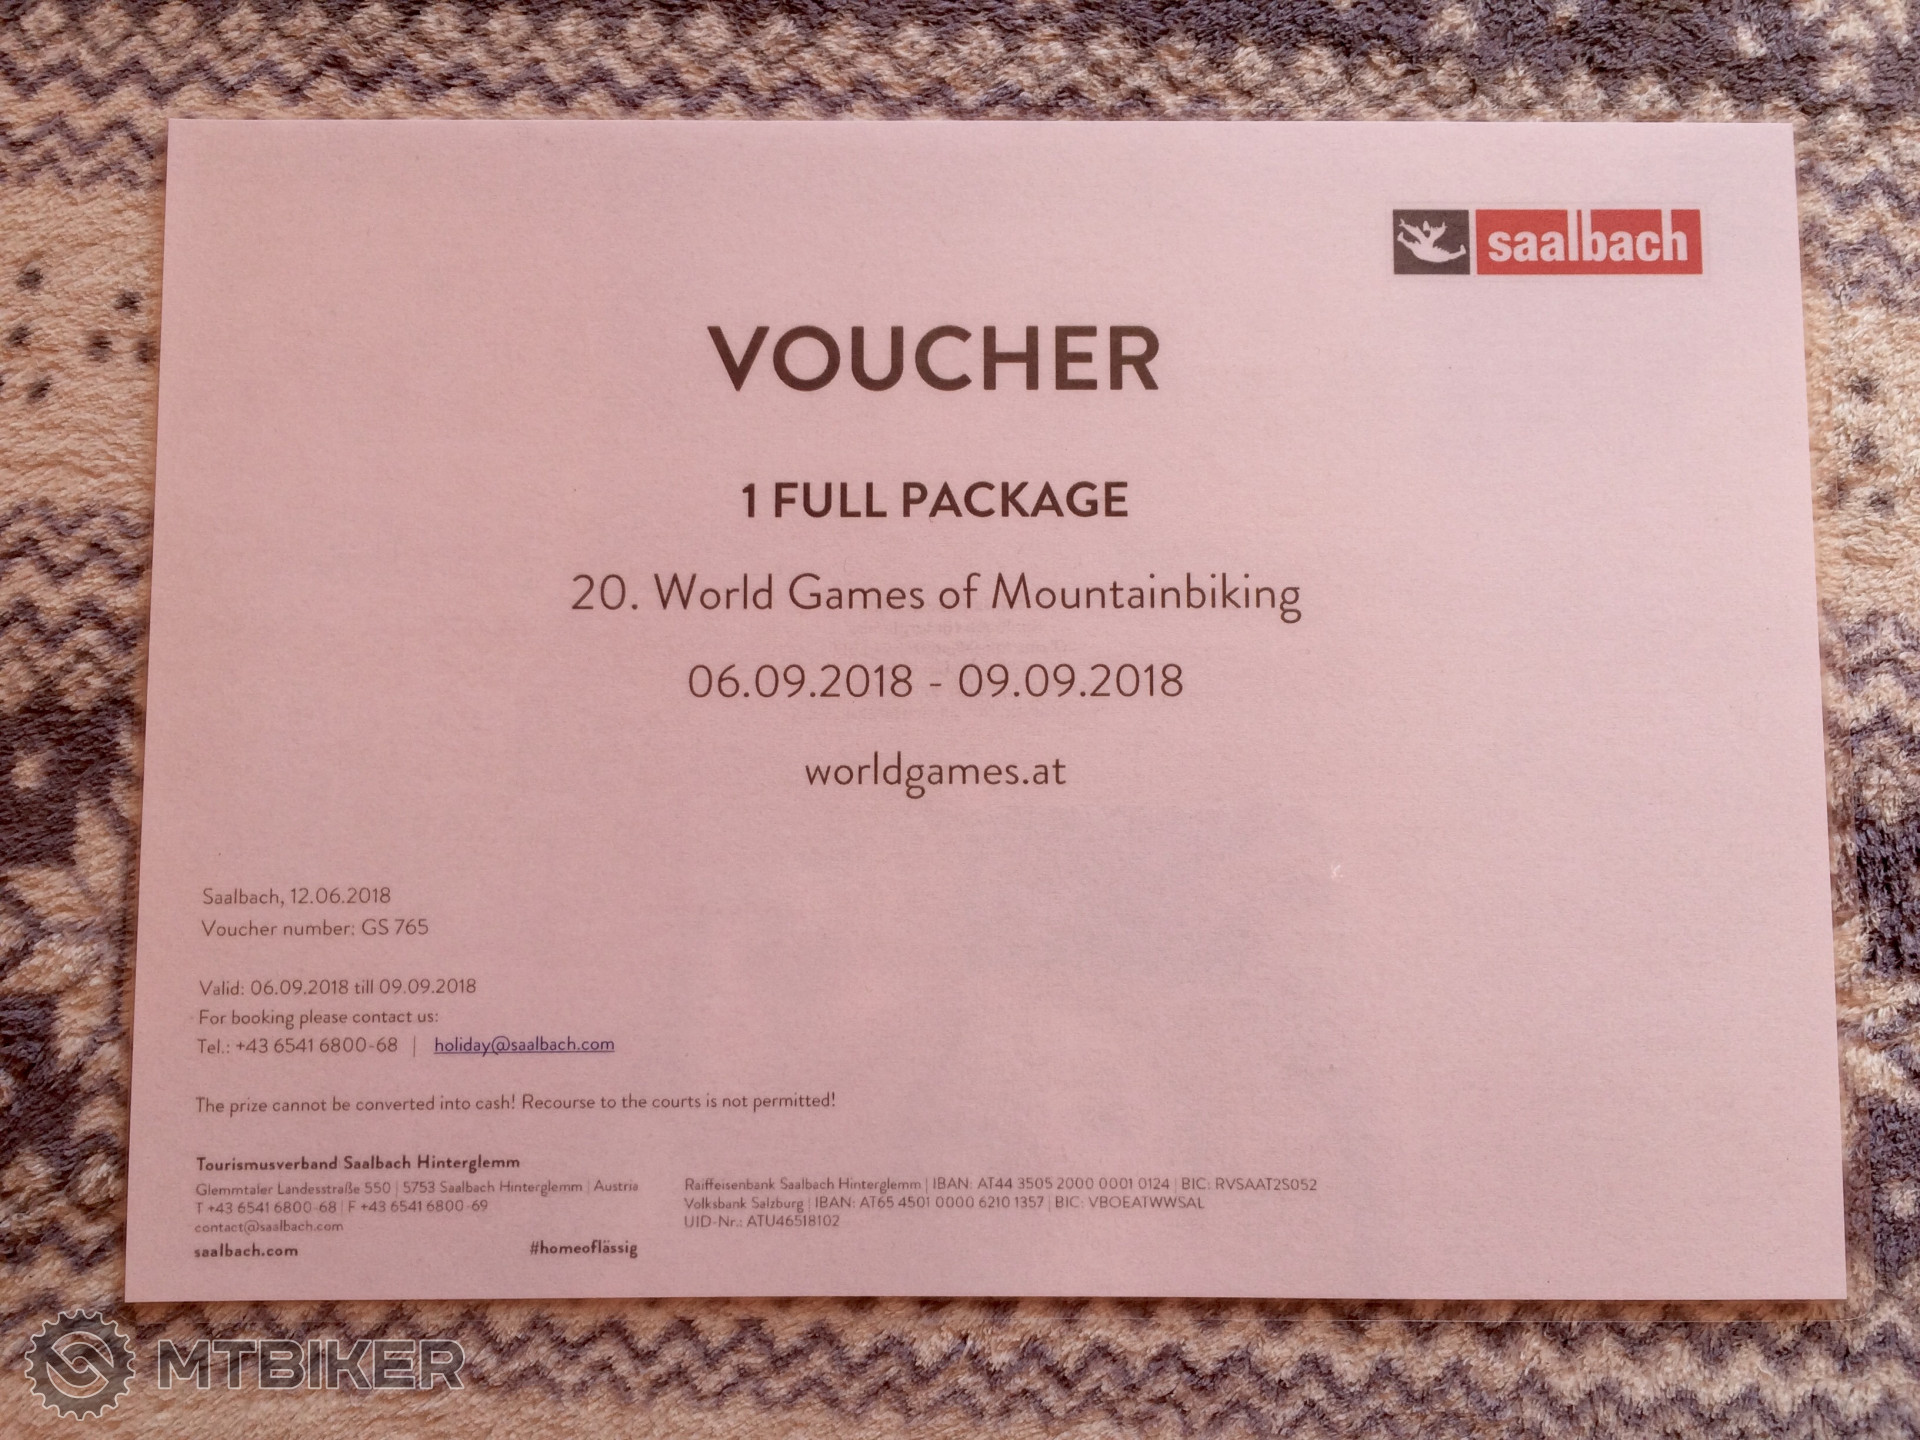 saalbach
VOUCHER
1 FULL PACKAGE
20. World Games of Mountainbiking
06.09.2018 - 09.09.2018
worldgames.at
Saalbach, 12.06.2018
Voucher number: GS 765
Valid: 06.09.2018 till 09.09.2018
For booking please contact us:
Tel.: +43 6541 6800-68 | holiday@saalbach.com
The prize cannot be converted into cash! Recourse to the courts is not permitted!
Tourismusverband Saalbach Hinterglemm
Glemmtaler Landesstraße 550 | 5753 Saalbach Hinterglemm | Austria
T +43 6541 6800-68 | F +43 6541 6800-69
contact@saalbach.com
saalbach.com #homeoflässig
Raiffeisenbank Saalbach Hinterglemm | IBAN: AT44 3505 2000 0001 0124 | BIC: RVSAAT2S052
Volksbank Salzburg | IBAN: AT65 4501 0000 6210 1357 | BIC: VBOEATWWSAL
UID-Nr.: ATU46518102
MTBIKER